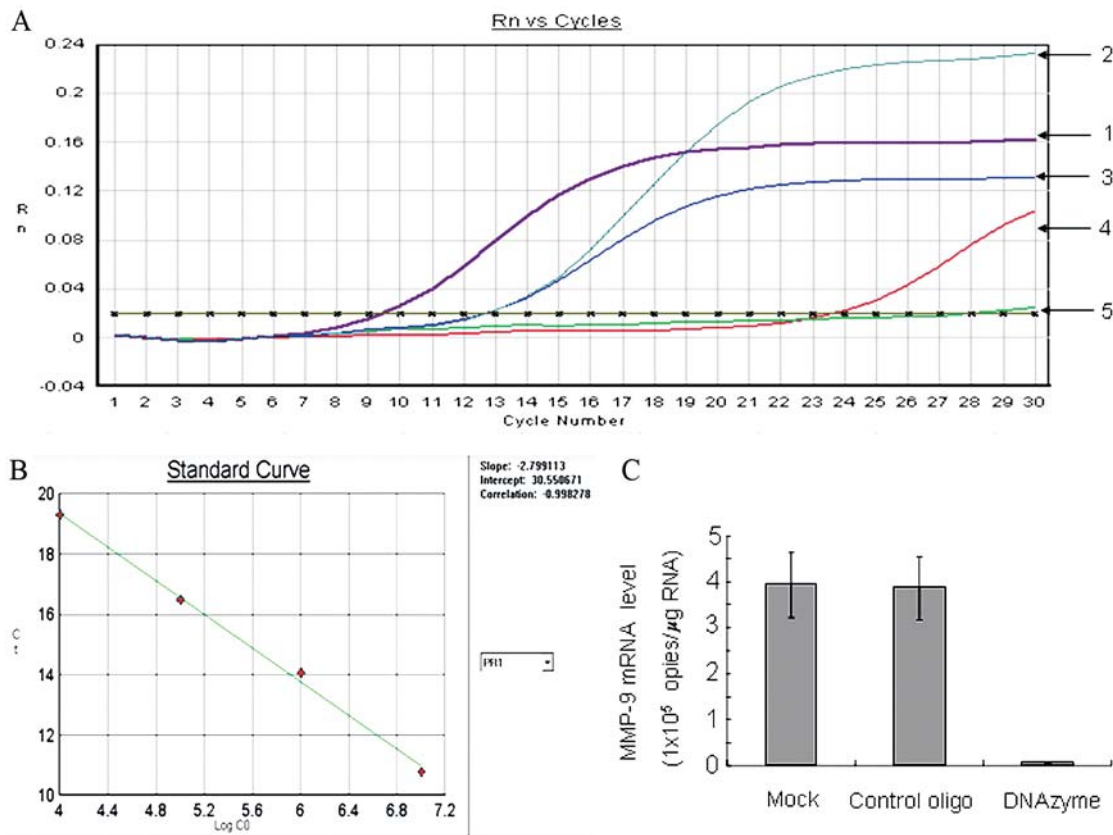 A
Rn vs Cycles
0.24
0.2
0.16
0.12
0.08
0.04
0
-0.04
R
n
2
1
3
4
5
1 2 3 4 5 6 7 8 9 10 11 12 13 14 15 16 17 18 19 20 21 22 23 24 25 26 27 28 29 30
Cycle Number
B
Standard Curve
20
18
16
14
12
10
C
t
4 4.4 4.8 5.2 5.6 6 6.4 6.8 7.2
Log C0
Slope: -2.799113
Intercept: 30.550671
Correlation: -0.998278
PR1
C
MMP-9 mRNA level
(1x10⁵ opies/µg RNA)
5
4
3
2
1
0
Mock Control oligo DNAzyme